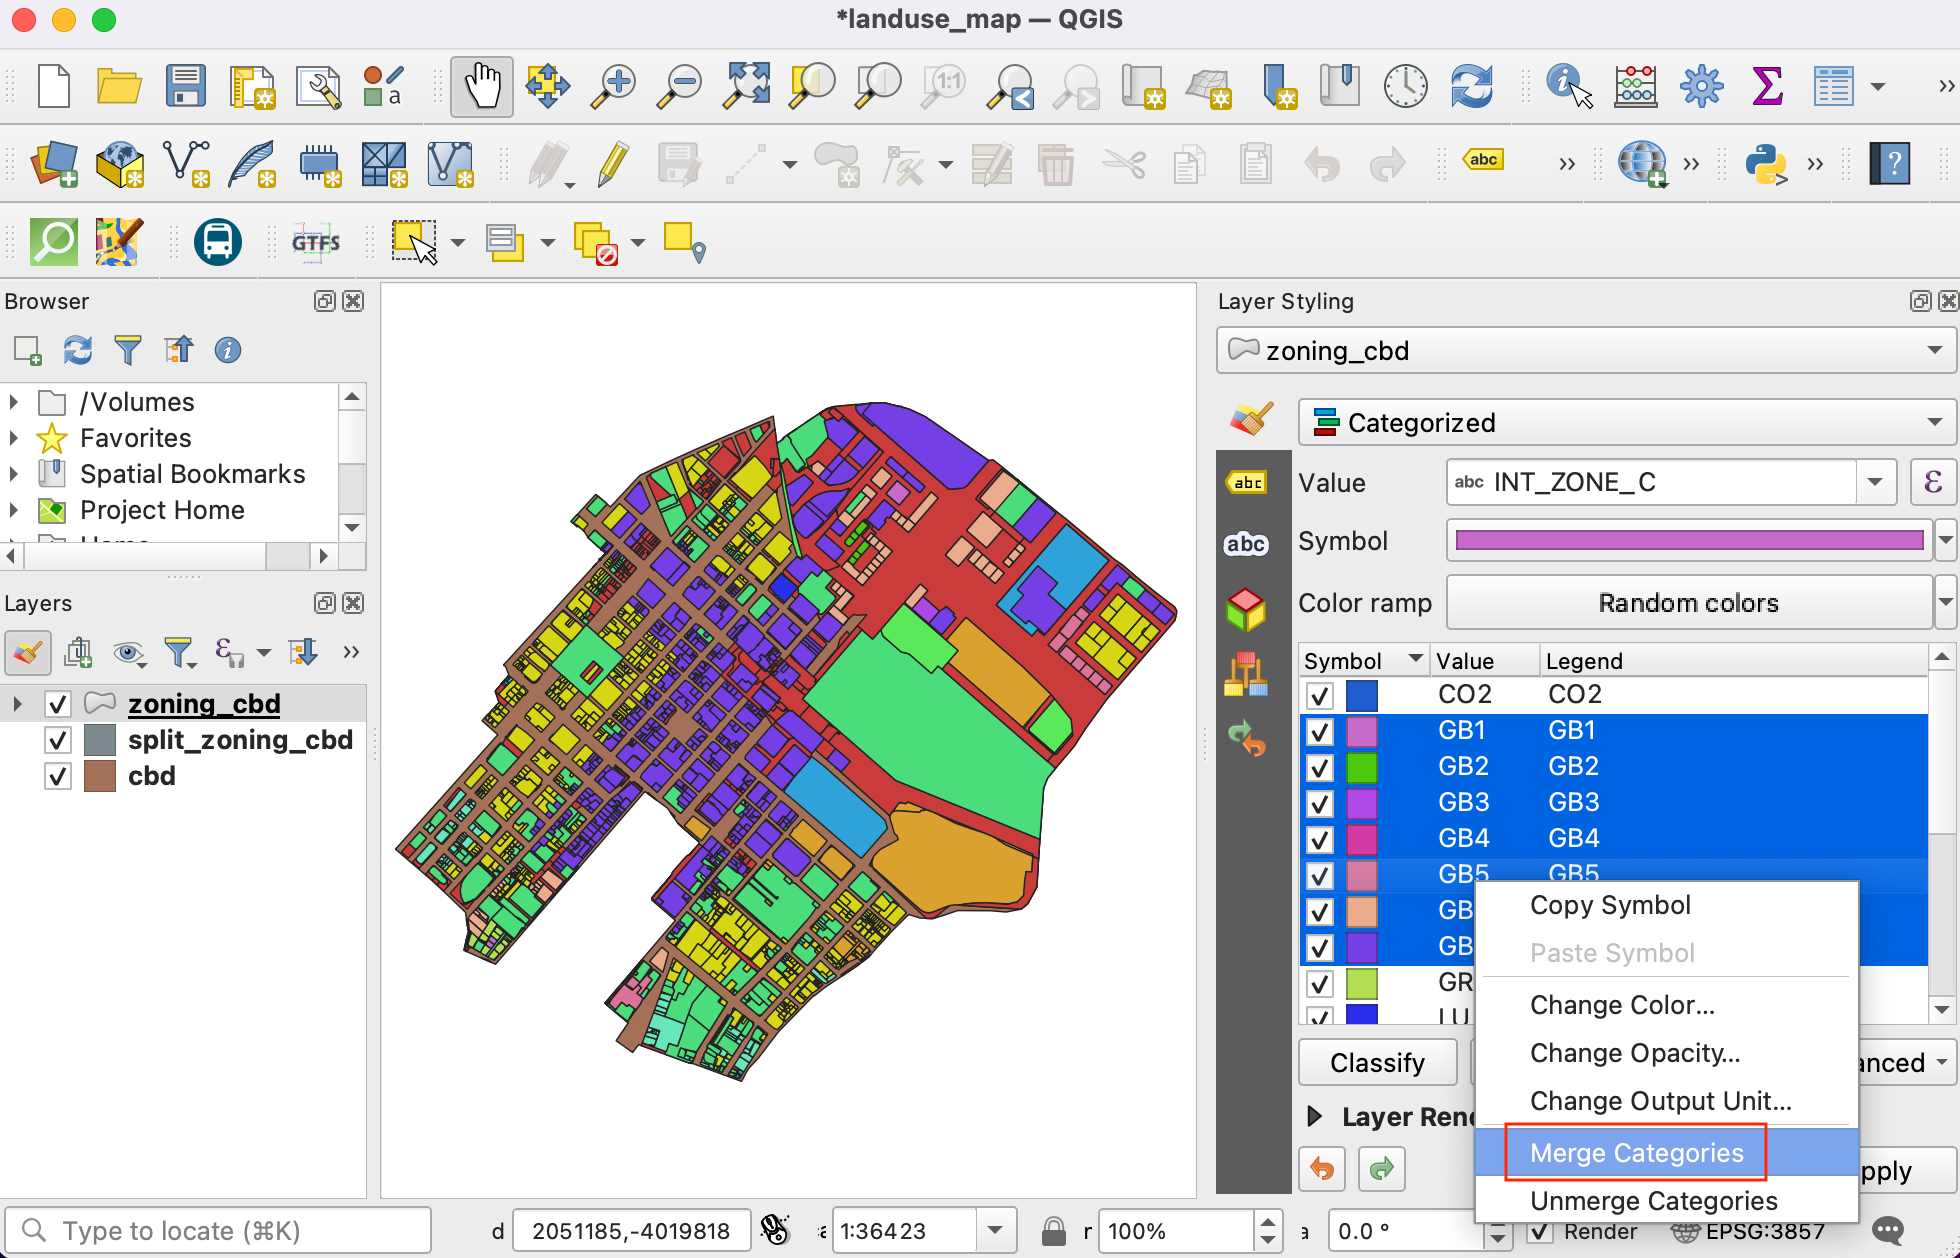 *landuse_map — QGIS
a
1:1
abc
?
GTFS
Browser
/Volumes
Favorites
Spatial Bookmarks
Project Home
Layers
ε
zoning_cbd
split_zoning_cbd
cbd
Layer Styling
zoning_cbd
Categorized
abc
Value
abc INT_ZONE_C
ε
abc
Symbol
Color ramp
Random colors
Symbol
Value
Legend
CO2 CO2
GB1 GB1
GB2 GB2
GB3 GB3
GB4 GB4
GB5 GB5
GB
GB
GR
LU
Copy Symbol
Paste Symbol
Change Color...
Change Opacity...
Change Output Unit...
Merge Categories
Unmerge Categories
Classify
anced
Layer Ren
pply
Type to locate (⌘K)
d
2051185,-4019818
1:36423
r
100%
a
0.0 °
Render
EPSG:3857